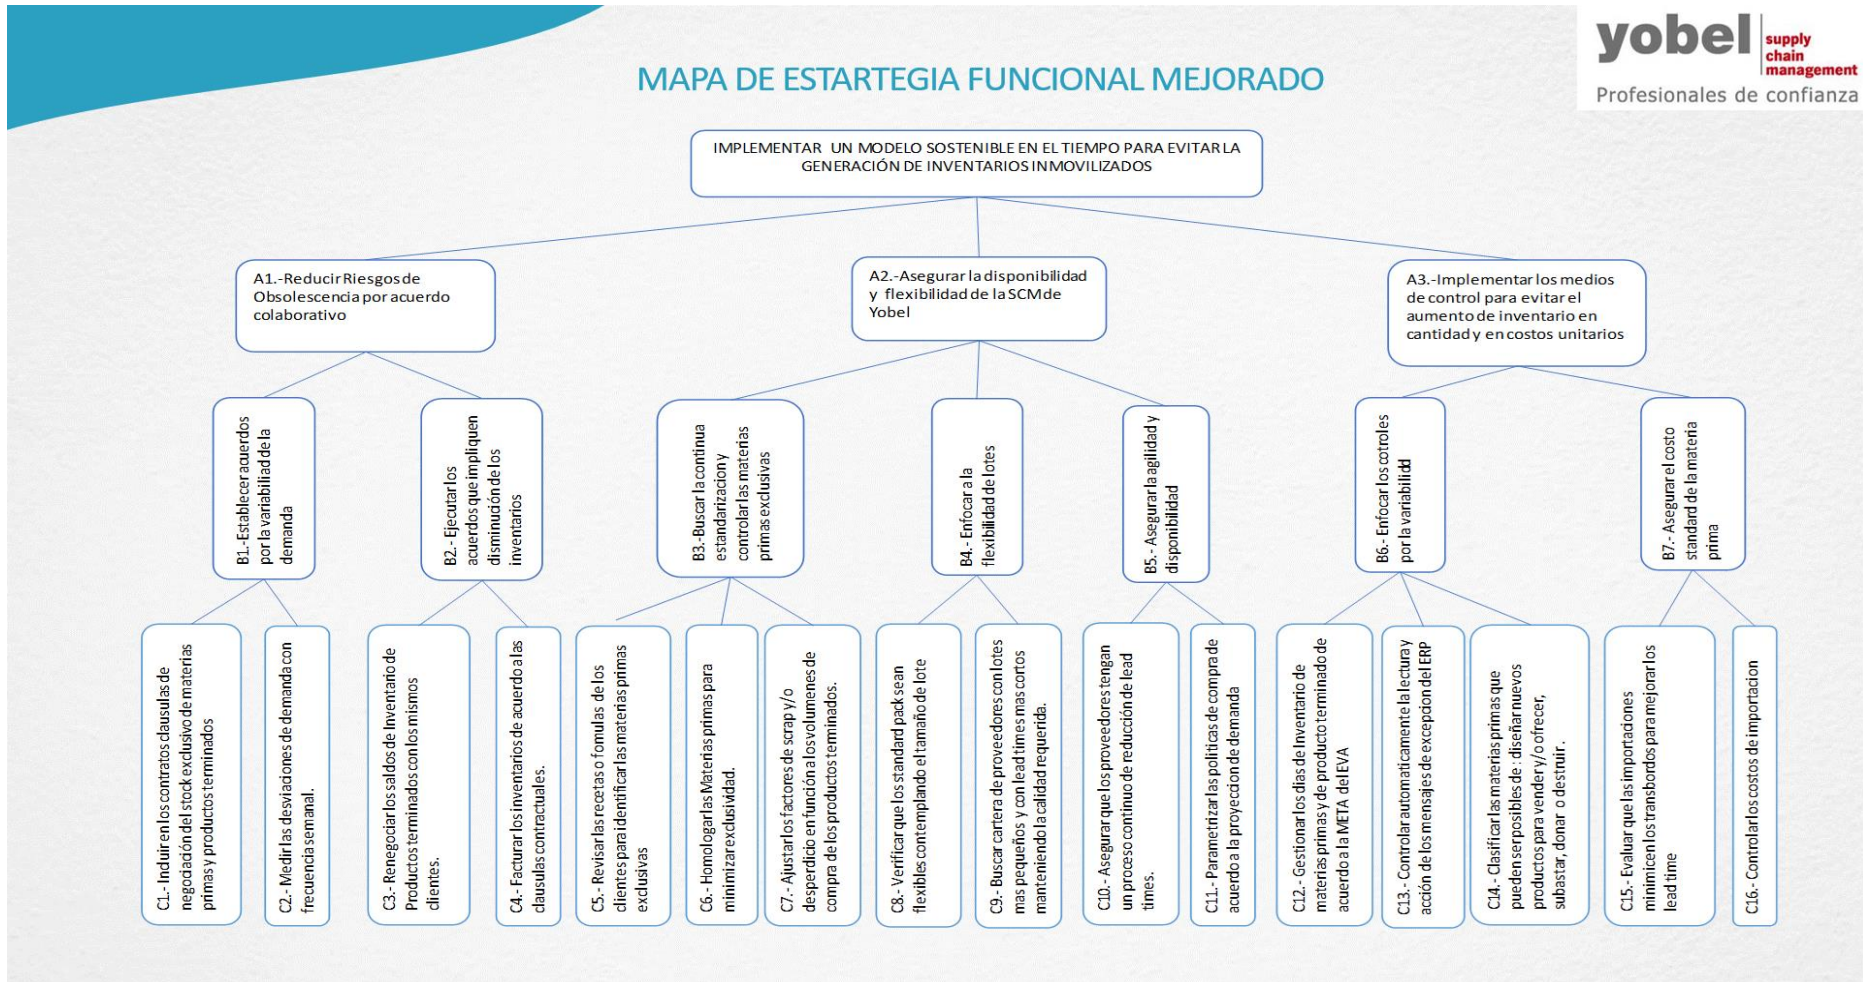 yobel
supply
chain
management
Profesionales de confianza
MAPA DE ESTARTEGIA FUNCIONAL MEJORADO
IMPLEMENTAR UN MODELO SOSTENIBLE EN EL TIEMPO PARA EVITAR LA
GENERACIÓN DE INVENTARIOS INMOVILIZADOS
A1.-Reducir Riesgos de
Obsolescencia por acuerdo
colaborativo
A2.-Asegurar la disponibilidad
y flexibilidad de la SCM de
Yobel
A3.-Implementar los medios
de control para evitar el
aumento de inventario en
cantidad y en costos unitarios
B1.-Establecer acuerdos
por la variabiliad de la
demanda
B2.- Ejecutar los
acuerdos que impliquen
disminución de los
inventarios
B3.-Buscar la continua
estandarizacion y
controlar las materias
primas exclusivas
B4.- Enfocar a la
flexibilidad de lotes
B5.- Asegurar la agilidad y
disponibilidad
B6.- Enfocar los cotroles
por la variabilidd
B7.- Asegurar el costo
standard de la materia
prima
C1.- Incluir en los contratos clausulas de
negociación del stock exclusivo de materias
primas y productos terminados
C2.- Medir las desviaciones de demanda con
frecuencia semanal.
C3.- Renegociar los saldos de Inventario de
Productos terminados con los mismos
clientes.
C4.- Facturar los inventarios de acuerdo a las
clausulas contractuales.
C5.- Revisar las recetas o fomulas de los
clientes para identificar las materias primas
exclusivas
C6.- Homologar las Materias primas para
minimizar exclusividad.
C7.- Ajustar los factores de scrap y/o
desperdicio en función a los volumenes de
compra de los productos terminados.
C8.- Verificar que los standard pack sean
flexibles contemplando el tamaño de lote
C9.- Buscar cartera de proveedores con lotes
mas pequeños y con lead times mas cortos
manteniendo la calidad requerida.
C10.- Asegurar que los proveedores tengan
un proceso continuo de reducción de lead
times.
C11.- Parametrizar las politicas de compra de
acuerdo a la proyección de demanda
C12.- Gestionar los dias de Inventario de
materias primas y de producto terminado de
acuerdo a la META del EVA
C13.- Controlar automaticamente la lectura y
acción de los mensajes de excepcion del ERP
C14.- Clasificar las materias primas que
pueden ser posibles de : diseñar nuevos
productos para vender y/o ofrecer,
subastar, donar o destruir .
C15.- Evaluar que las importaciones
minimicen los transbordos para mejorar los
lead time
C16.- Controlar los costos de importacion